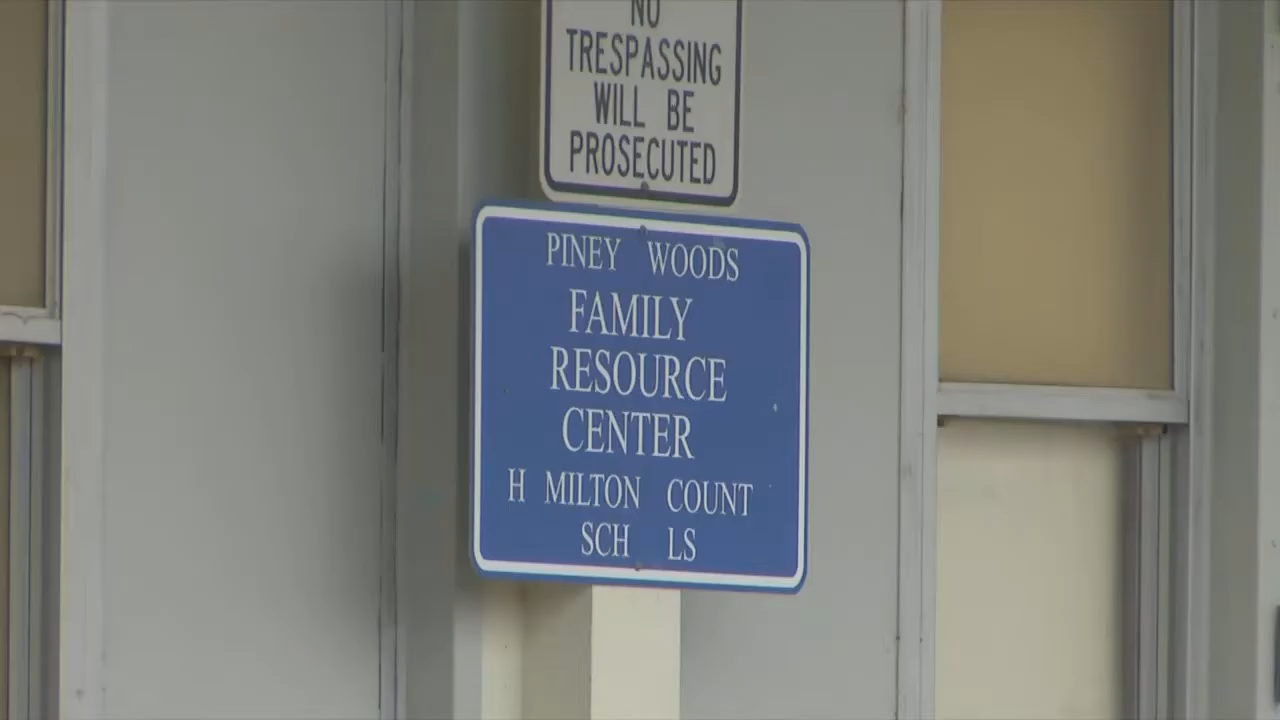 NO
TRESPASSING
WILL BE
PROSECUTED
PINEY WOODS
FAMILY
RESOURCE
CENTER
H MILTON COUNT
SCH LS